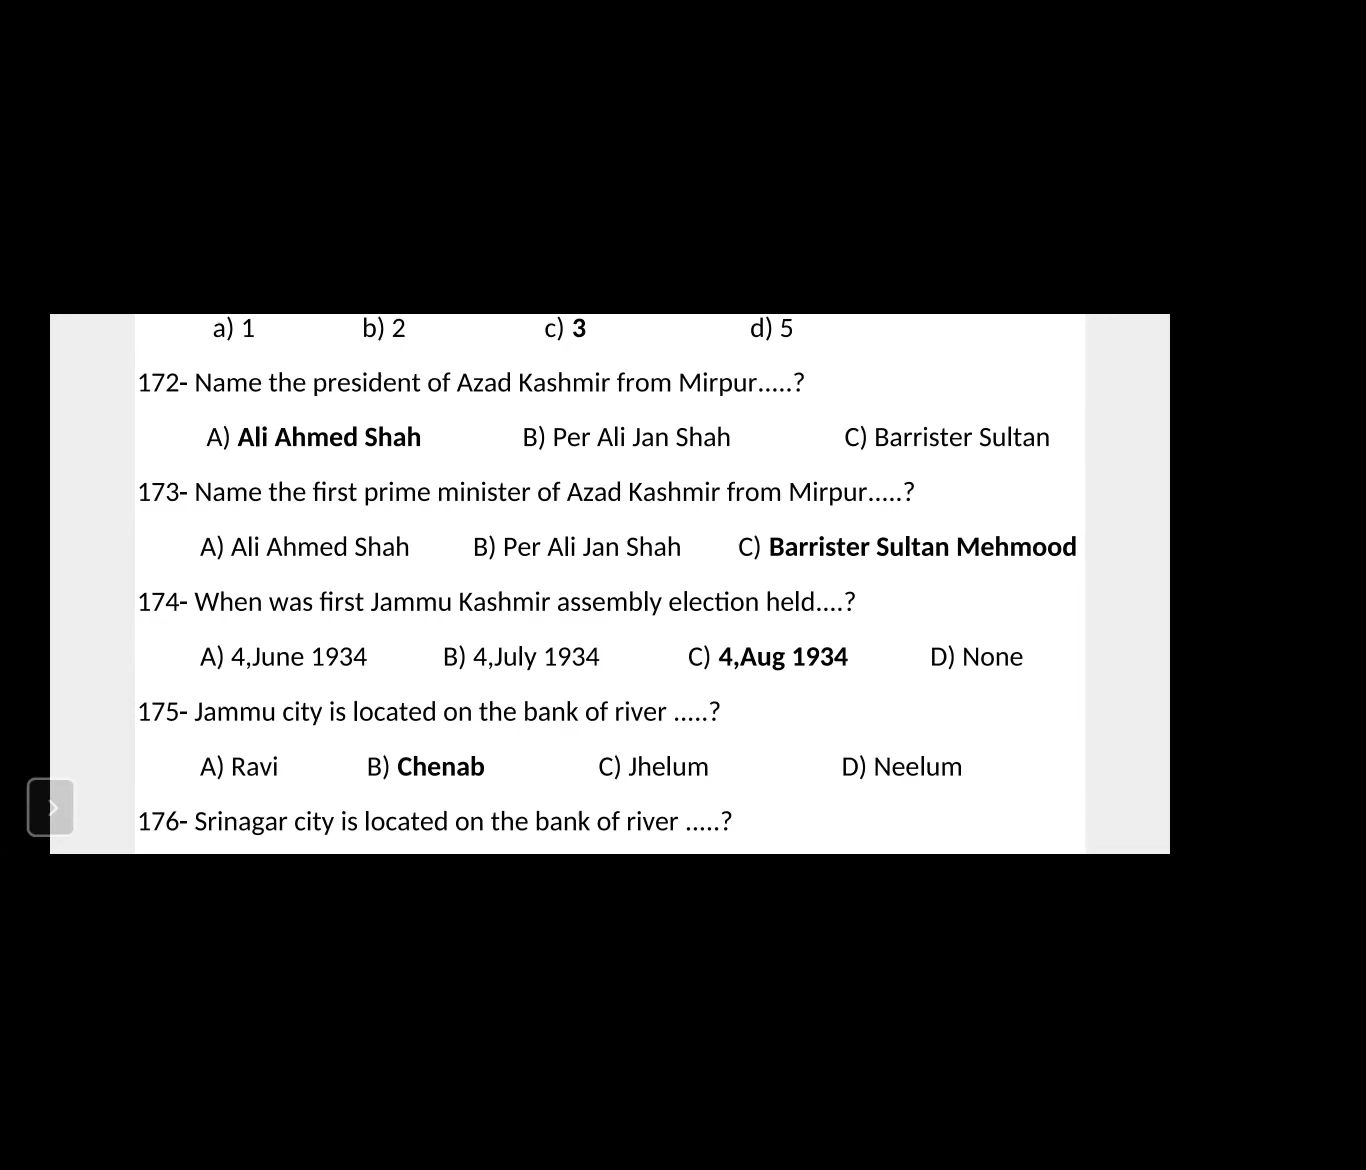 a) 1 b) 2 c) 3 d) 5
172- Name the president of Azad Kashmir from Mirpur.....?
A) Ali Ahmed Shah B) Per Ali Jan Shah C) Barrister Sultan
173- Name the first prime minister of Azad Kashmir from Mirpur.....?
A) Ali Ahmed Shah B) Per Ali Jan Shah C) Barrister Sultan Mehmood
174- When was first Jammu Kashmir assembly election held....?
A) 4,June 1934 B) 4,July 1934 C) 4,Aug 1934 D) None
175- Jammu city is located on the bank of river .....?
A) Ravi B) Chenab C) Jhelum D) Neelum
176- Srinagar city is located on the bank of river .....?